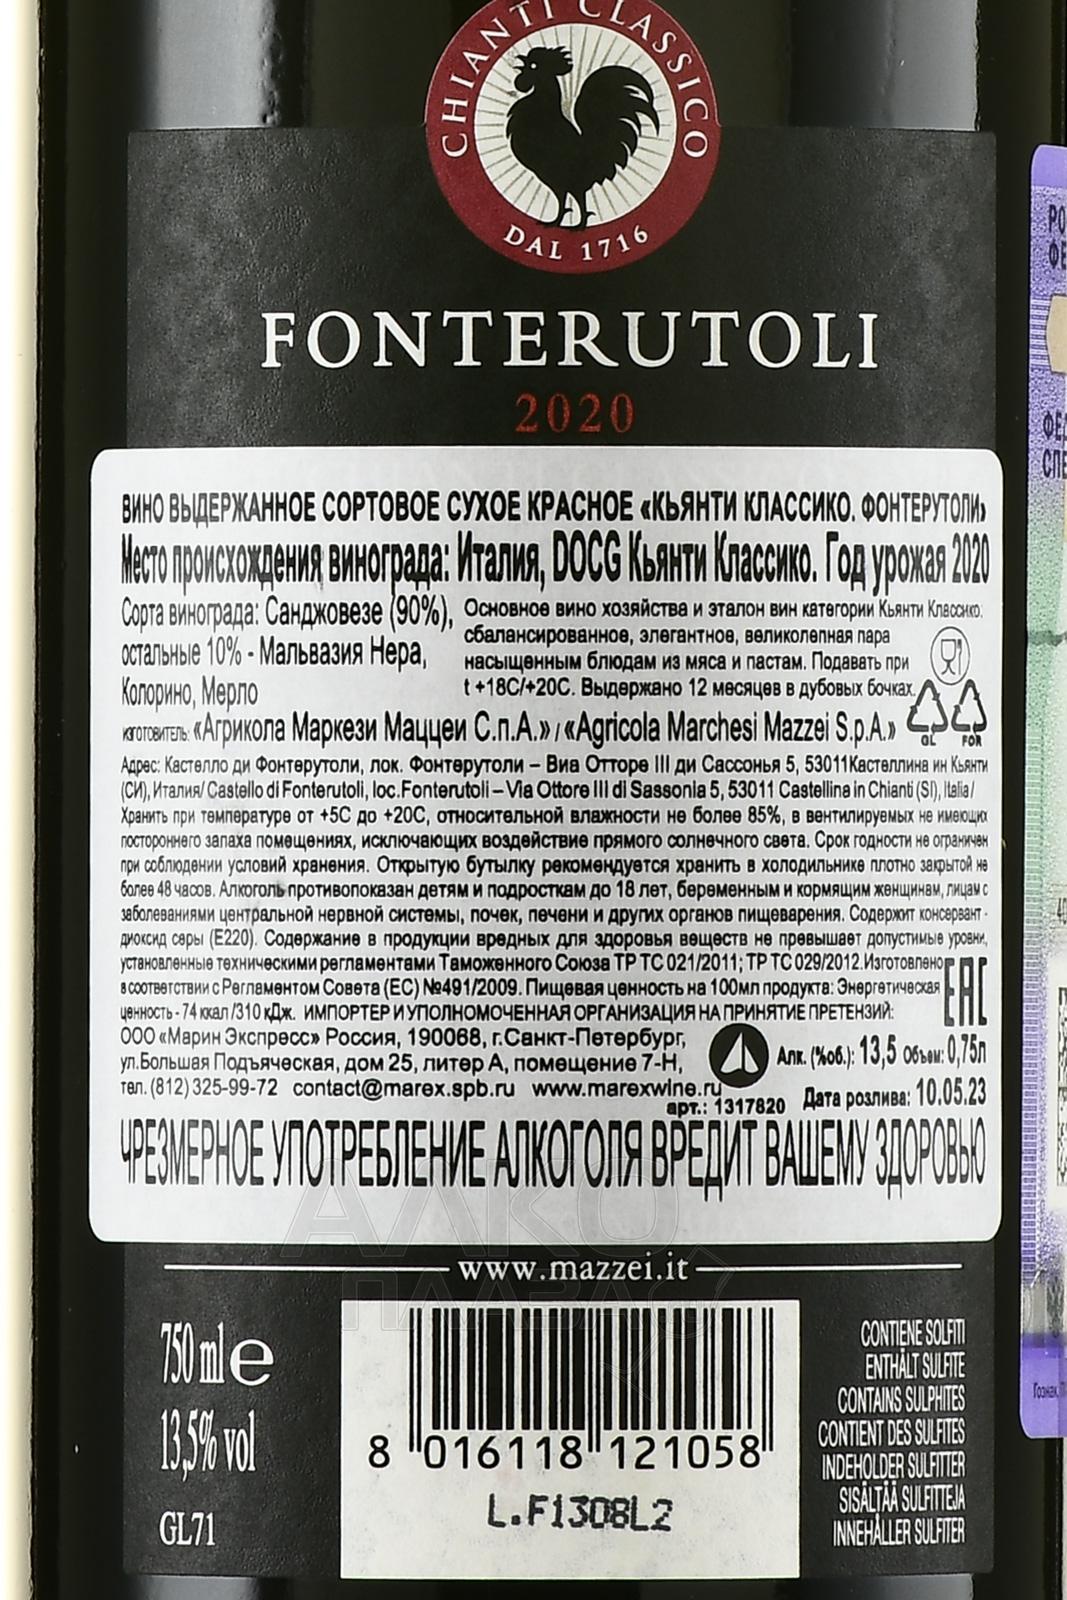 CHIANTI CLASSICO
DAL 1716
FONTERUTOLI
2020
ВИНО ВЫДЕРЖАННОЕ СОРТОВОЕ СУХОЕ КРАСНОЕ «КЬЯНТИ КЛАССИКО. ФОНТЕРУТОЛИ»
Место происхождения винограда: Италия, DOCG Кьянти Классико. Год урожая 2020
Сорта винограда: Санджовезе (90%),
остальные 10% - Мальвазия Нера,
Колорино, Мерло
Основное вино хозяйства и эталон вин категории Кьянти Классико:
сбалансированное, элегантное, великолепная пара
насыщенным блюдам из мяса и пастам. Подавать при
t +18С/+20С. Выдержано 12 месяцев в дубовых бочках.
GL FOR
изготовитель: «Агрикола Маркези Маццеи С.п.А.» / «Agricola Marchesi Mazzei S.p.A.»
Адрес: Кастелло ди Фонтерутоли, лок. Фонтерутоли – Виа Отторе III ди Сассонья 5, 53011 Кастеллина ин Кьянти
(СИ), Италия/ Castello di Fonterutoli, loc.Fonterutoli – Via Ottore III di Sassonia 5, 53011 Castellina in Chianti (SI), Italia/
Хранить при температуре от +5С до +20С, относительной влажности не более 85%, в вентилируемых не имеющих
постороннего запаха помещениях, исключающих воздействие прямого солнечного света. Срок годности не ограничен
при соблюдении условий хранения. Открытую бутылку рекомендуется хранить в холодильнике плотно закрытой не
более 48 часов. Алкоголь противопоказан детям и подросткам до 18 лет, беременным и кормящим женщинам, лицам с
заболеваниями центральной нервной системы, почек, печени и других органов пищеварения. Содержит консервант -
диоксид серы (Е220). Содержание в продукции вредных для здоровья веществ не превышает допустимые уровни,
установленные техническими регламентами Таможенного Союза ТР ТС 021/2011; ТР ТС 029/2012. Изготовлено
в соответствии с Регламентом Совета (ЕС) №491/2009. Пищевая ценность на 100мл продукта: Энергетическая
ценность - 74 ккал /310 кДж. ИМПОРТЕР И УПОЛНОМОЧЕННАЯ ОРГАНИЗАЦИЯ НА ПРИНЯТИЕ ПРЕТЕНЗИЙ:
EAC
ООО «Марин Экспресс» Россия, 190068, г.Санкт-Петербург,
ул.Большая Подъяческая, дом 25, литер А, помещение 7-Н,
тел. (812) 325-99-72 contact@marex.spb.ru www.marexwine.ru
Алк. (%об.): 13,5 Объем: 0,75л
арт.: 1317820 Дата розлива: 10.05.23
ЧРЕЗМЕРНОЕ УПОТРЕБЛЕНИЕ АЛКОГОЛЯ ВРЕДИТ ВАШЕМУ ЗДОРОВЬЮ
АЛКО
ПЛАЗА
www.mazzei.it
750 ml e
13,5% vol
GL71
8 016118 121058
L.F1308L2
CONTIENE SOLFITI
ENTHÄLT SULFITE
CONTAINS SULPHITES
CONTIENT DES SULFITES
INDEHOLDER SULFITTER
SISÄLTÄÄ SULFIITTEJA
INNEHÅLLER SULFITER